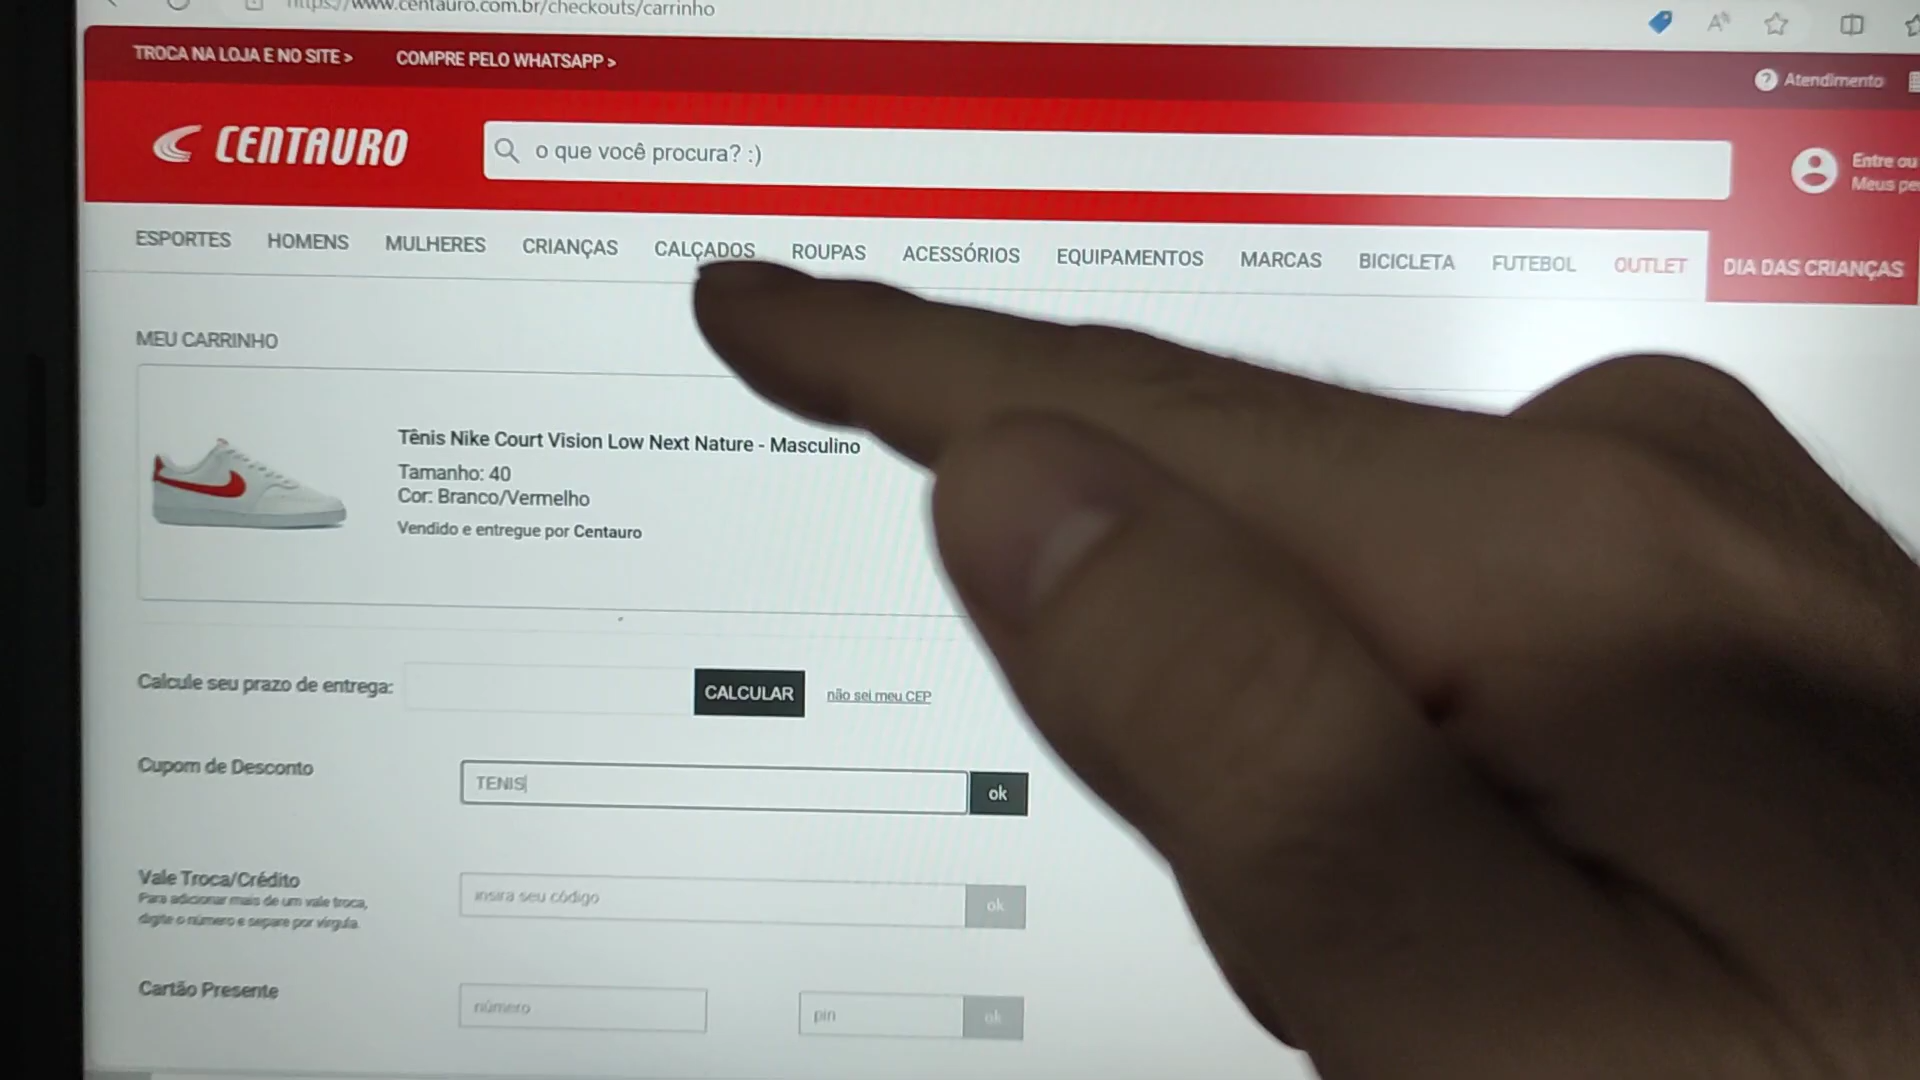 https://www.centauro.com.br/checkouts/carrinho
TROCA NA LOJA E NO SITE > COMPRE PELO WHATSAPP >
Atendimento
CENTAURO
o que você procura? :)
Entre ou
Meus pe
ESPORTES HOMENS MULHERES CRIANÇAS CALÇADOS ROUPAS ACESSÓRIOS EQUIPAMENTOS MARCAS BICICLETA FUTEBOL OUTLET DIA DAS CRIANÇAS
MEU CARRINHO
Tênis Nike Court Vision Low Next Nature - Masculino
Tamanho: 40
Cor: Branco/Vermelho
Vendido e entregue por Centauro
Calcule seu prazo de entrega: CALCULAR não sei meu CEP
Cupom de Desconto TENIS ok
Vale Troca/Crédito
Para adicionar mais de um vale troca,
digite o número e separe por vírgula.
insira seu código ok
Cartão Presente número pin ok